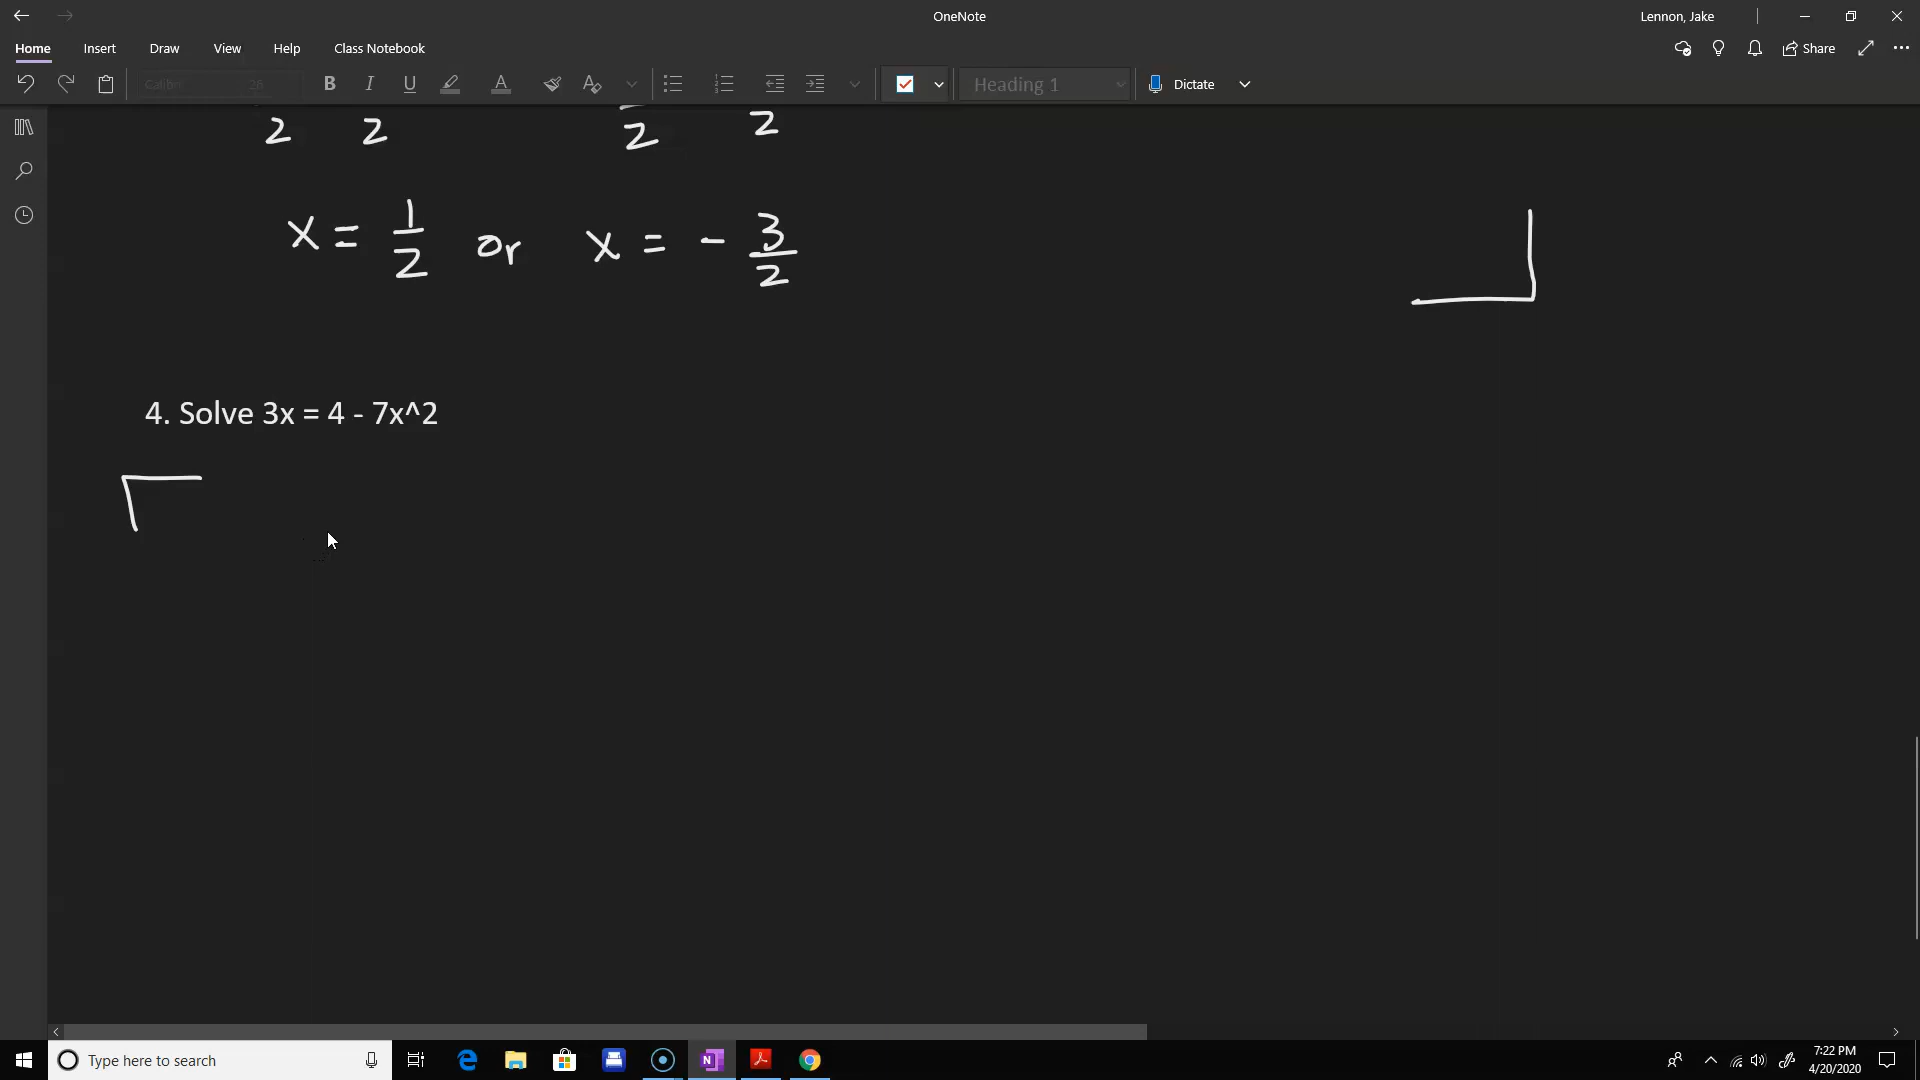 OneNote
Lennon, Jake
Home Insert Draw View Help Class Notebook
Share
Calibri 26
B I U A A
Heading 1
Dictate
2 2 2 2
x = 1/2 or x = - 3/2
4. Solve 3x = 4 - 7x^2
Type here to search
7:22 PM
4/20/2020